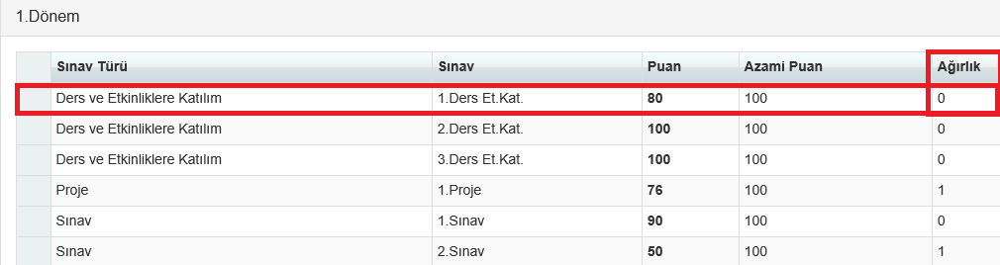 1.Dönem
Sınav Türü Sınav Puan Azami Puan Ağırlık
Ders ve Etkinliklere Katılım 1.Ders Et.Kat. 80 100 0
Ders ve Etkinliklere Katılım 2.Ders Et.Kat. 100 100 0
Ders ve Etkinliklere Katılım 3.Ders Et.Kat. 100 100 0
Proje 1.Proje 76 100 1
Sınav 1.Sınav 90 100 0
Sınav 2.Sınav 50 100 1